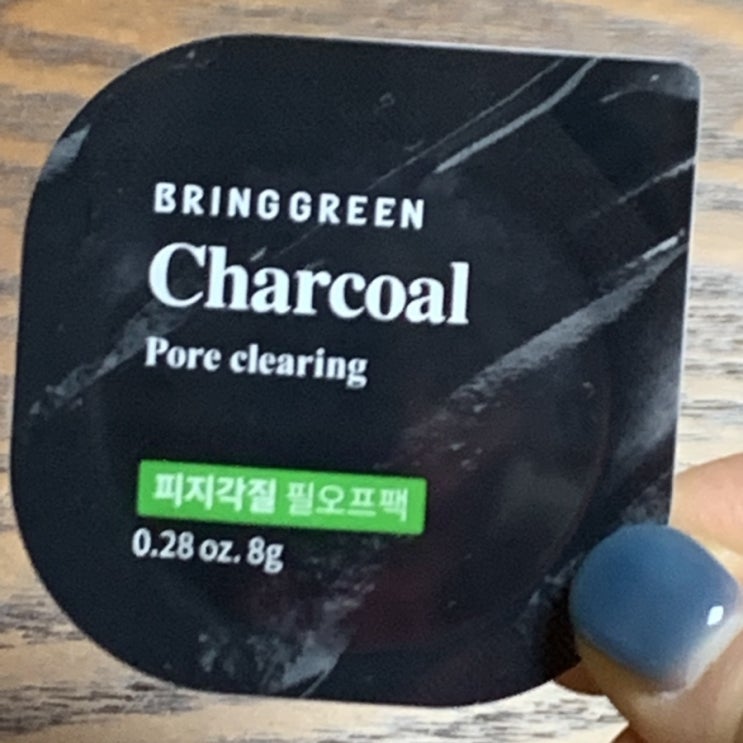 BRINGGREEN
Charcoal
Pore clearing
피지각질 필오프팩
0.28 oz. 8g